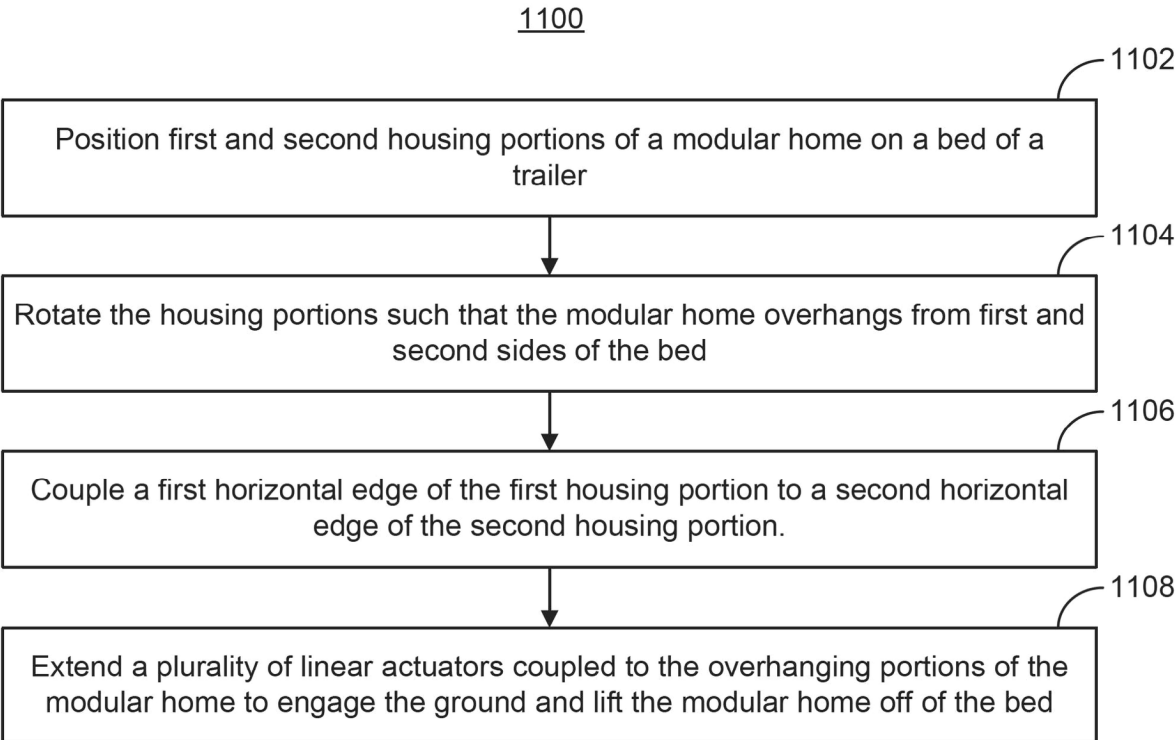 1100
1102
Position first and second housing portions of a modular home on a bed of a
trailer
1104
Rotate the housing portions such that the modular home overhangs from first and
second sides of the bed
1106
Couple a first horizontal edge of the first housing portion to a second horizontal
edge of the second housing portion.
1108
Extend a plurality of linear actuators coupled to the overhanging portions of the
modular home to engage the ground and lift the modular home off of the bed